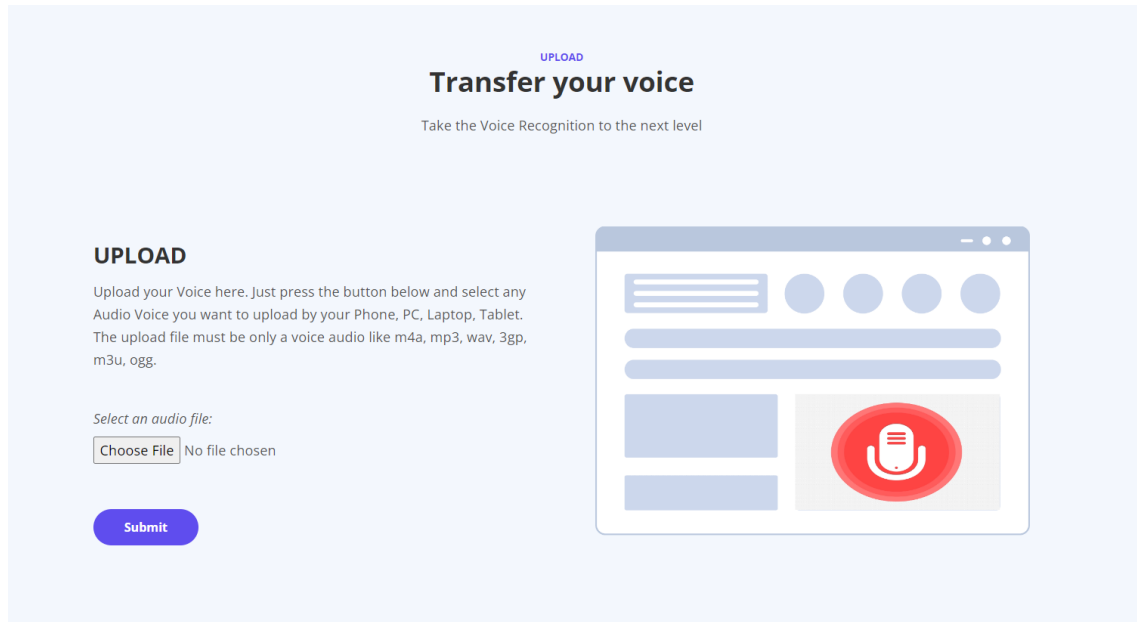 UPLOAD
Transfer your voice
Take the Voice Recognition to the next level
UPLOAD
Upload your Voice here. Just press the button below and select any
Audio Voice you want to upload by your Phone, PC, Laptop, Tablet.
The upload file must be only a voice audio like m4a, mp3, wav, 3gp,
m3u, ogg.
Select an audio file:
Choose File No file chosen
Submit